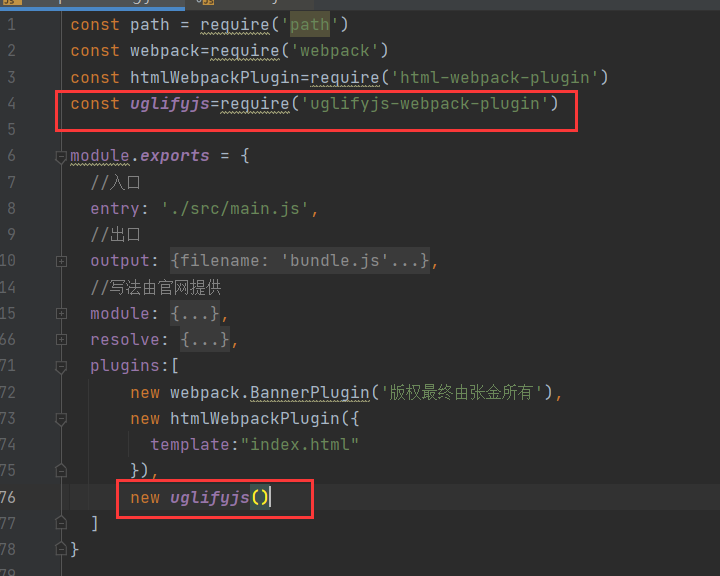 1 const path = require('path')
2 const webpack=require('webpack')
3 const htmlWebpackPlugin=require('html-webpack-plugin')
4 const uglifyjs=require('uglifyjs-webpack-plugin')
5
6 module.exports = {
7 //入口
8 entry: './src/main.js',
9 //出口
10 output: {filename: 'bundle.js'...},
14 //写法由官网提供
15 module: {...},
66 resolve: {...},
71 plugins:[
72 new webpack.BannerPlugin('版权最终由张金所有'),
73 new htmlWebpackPlugin({
74 template:"index.html"
75 }),
76 new uglifyjs()
77 ]
78 }
79